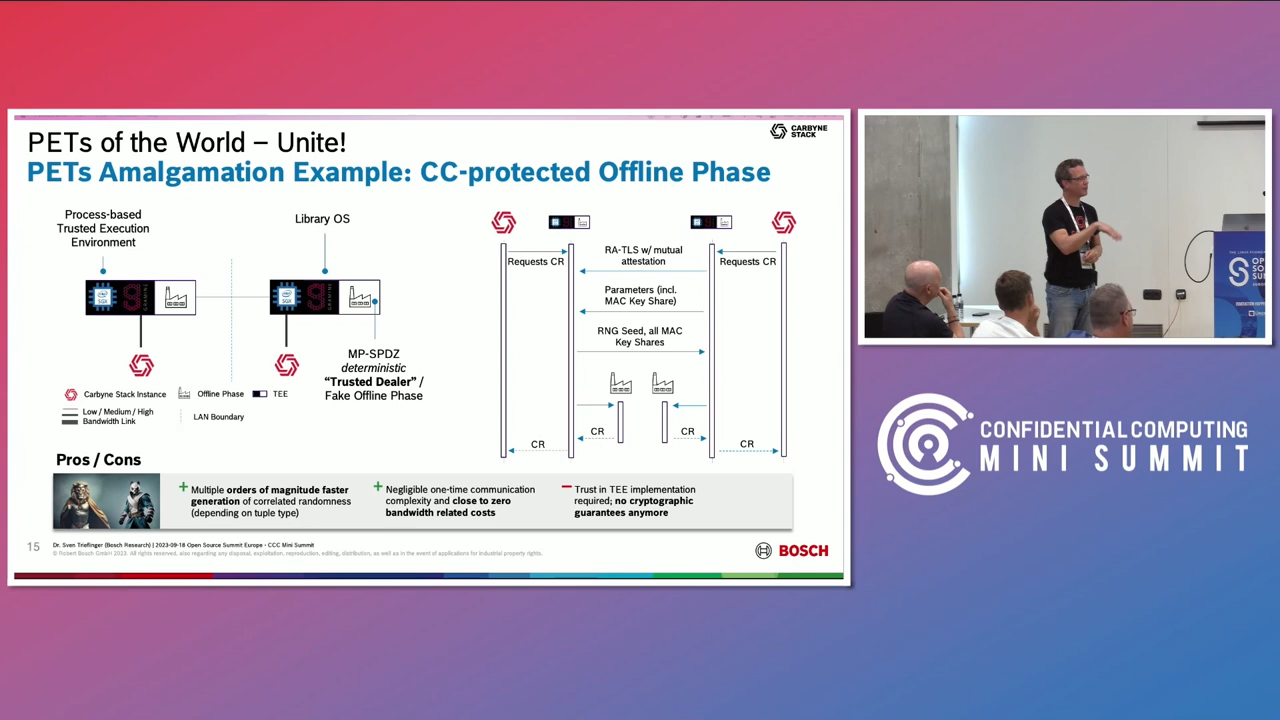 PETs of the World – Unite!
PETs Amalgamation Example: CC-protected Offline Phase
CARBYNE
STACK
Process-based
Trusted Execution
Environment
Library OS
intel
SGX
GRAMINE
intel
SGX
GRAMINE
MP-SPDZ
deterministic
“Trusted Dealer” /
Fake Offline Phase
Carbyne Stack Instance
Offline Phase
TEE
Low / Medium / High
Bandwidth Link
LAN Boundary
Requests CR
RA-TLS w/ mutual
attestation
Requests CR
Parameters (incl.
MAC Key Share)
RNG Seed, all MAC
Key Shares
CR
CR
CR
CR
Pros / Cons
+ Multiple orders of magnitude faster
generation of correlated randomness
(depending on tuple type)
+ Negligible one-time communication
complexity and close to zero
bandwidth related costs
− Trust in TEE implementation
required; no cryptographic
guarantees anymore
15
Dr. Sven Trieflinger (Bosch Research) | 2023-09-18 Open Source Summit Europe - CCC Mini Summit
© Robert Bosch GmbH 2023. All rights reserved, also regarding any disposal, exploitation, reproduction, editing, distribution, as well as in the event of applications for industrial property rights.
BOSCH
CONFIDENTIAL COMPUTING
MINI SUMMIT